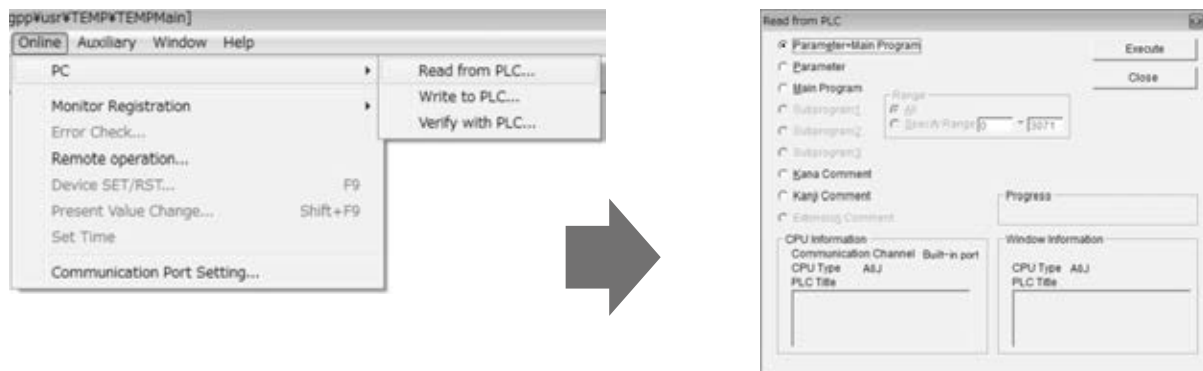 gpp¥usr¥TEMP¥TEMPMain]
Online Auxiliary Window Help
PC
Monitor Registration
Error Check...
Remote operation...
Device SET/RST... F9
Present Value Change... Shift+F9
Set Time
Communication Port Setting...
Read from PLC...
Write to PLC...
Verify with PLC...
Read from PLC
Parameter+Main Program
Parameter
Main Program
Subprogram1
Subprogram2
Subprogram3
Kana Comment
Kanji Comment
Extension Comment
Range
All
Specify Range 0 ~ 3071
Execute
Close
Progress
CPU Information
Communication Channel Built-in port
CPU Type A0J
PLC Title
Window Information
CPU Type A0J
PLC Title